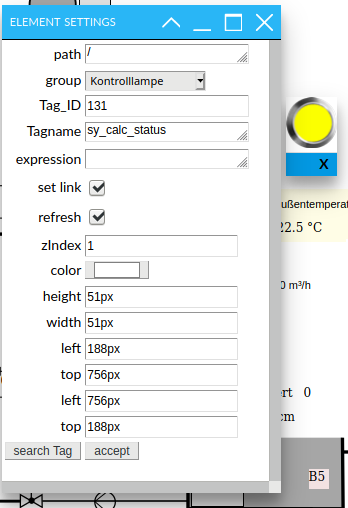 ELEMENT SETTINGS
path /
group Kontrolllampe
Tag_ID 131
Tagname sy_calc_status
expression
set link
refresh
zIndex 1
color
height 51px
width 51px
left 188px
top 756px
left 756px
top 188px
search Tag accept
X
ußentemperat
22.5 °C
0 m³/h
ert 0
cm
B5